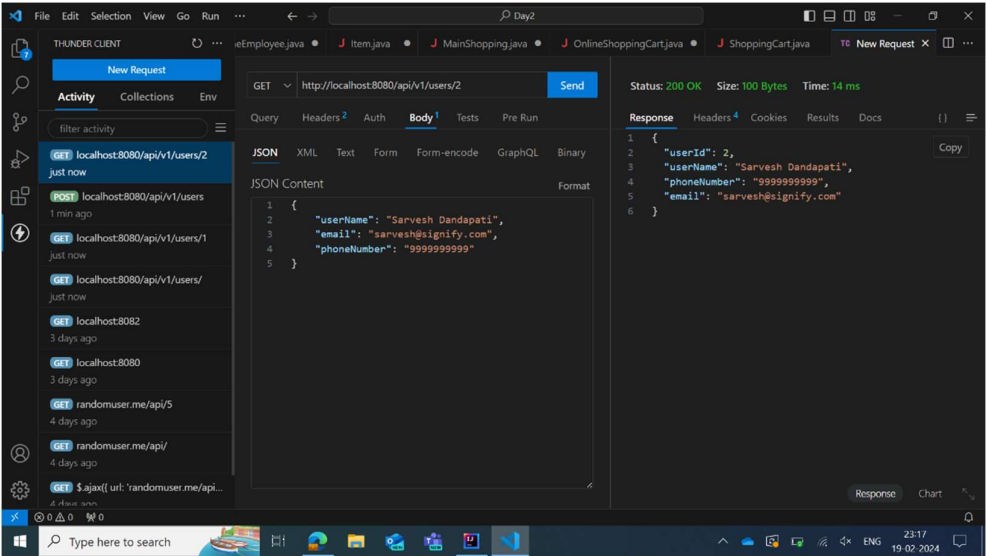 File Edit Selection View Go Run ··· ← → Day2
THUNDER CLIENT ···
eEmployee.java ● J Item.java ● J MainShopping.java ● J OnlineShoppingCart.java ● J ShoppingCart.java TC New Request × ···
New Request
Activity Collections Env
filter activity
GET localhost:8080/api/v1/users/2
just now
POST localhost:8080/api/v1/users
1 min ago
GET localhost:8080/api/v1/users/1
just now
GET localhost:8080/api/v1/users/
just now
GET localhost:8082
3 days ago
GET localhost:8080
3 days ago
GET randomuser.me/api/5
4 days ago
GET randomuser.me/api/
4 days ago
GET $.ajax({ url: 'randomuser.me/api...
4 days ago
7
GET http://localhost:8080/api/v1/users/2 Send
Query Headers 2 Auth Body 1 Tests Pre Run
JSON XML Text Form Form-encode GraphQL Binary
JSON Content Format
1 {
2 "userName": "Sarvesh Dandapati",
3 "email": "sarvesh@signify.com",
4 "phoneNumber": "9999999999"
5 }
Status: 200 OK Size: 100 Bytes Time: 14 ms
Response Headers 4 Cookies Results Docs {}
Copy
1 {
2 "userId": 2,
3 "userName": "Sarvesh Dandapati",
4 "phoneNumber": "9999999999",
5 "email": "sarvesh@signify.com"
6 }
Response Chart
0 0 0
Type here to search
ENG 23:17
19-02-2024